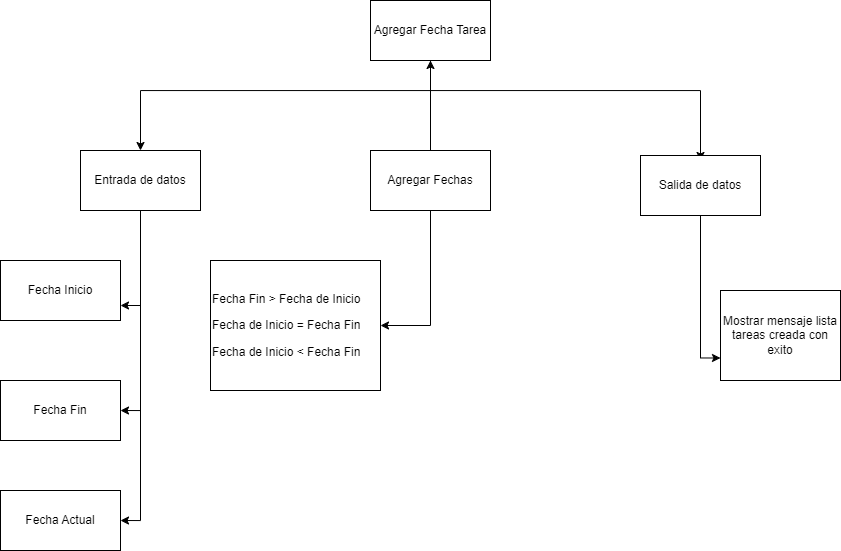 Agregar Fecha Tarea
Entrada de datos
Agregar Fechas
Salida de datos
Fecha Inicio
Fecha Fin > Fecha de Inicio
Fecha de Inicio = Fecha Fin
Fecha de Inicio < Fecha Fin
Mostrar mensaje lista
tareas creada con
exito
Fecha Fin
Fecha Actual